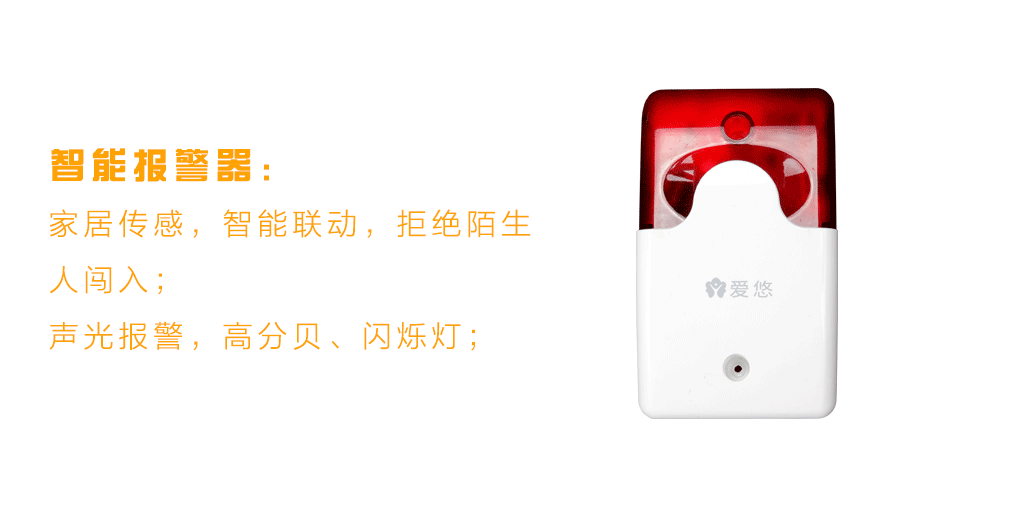 智能报警器：
家居传感，智能联动，拒绝陌生
人闯入；
声光报警，高分贝、闪烁灯；
爱悠